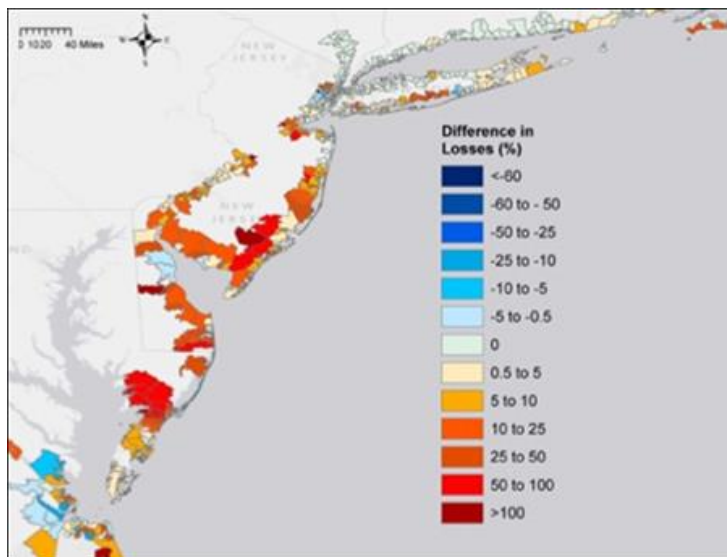 0 10 20 40 Miles
N
W E
S
NEW
JERSEY
NEW
JERSEY
Difference in
Losses (%)
<-60
-60 to - 50
-50 to -25
-25 to -10
-10 to -5
-5 to -0.5
0
0.5 to 5
5 to 10
10 to 25
25 to 50
50 to 100
>100